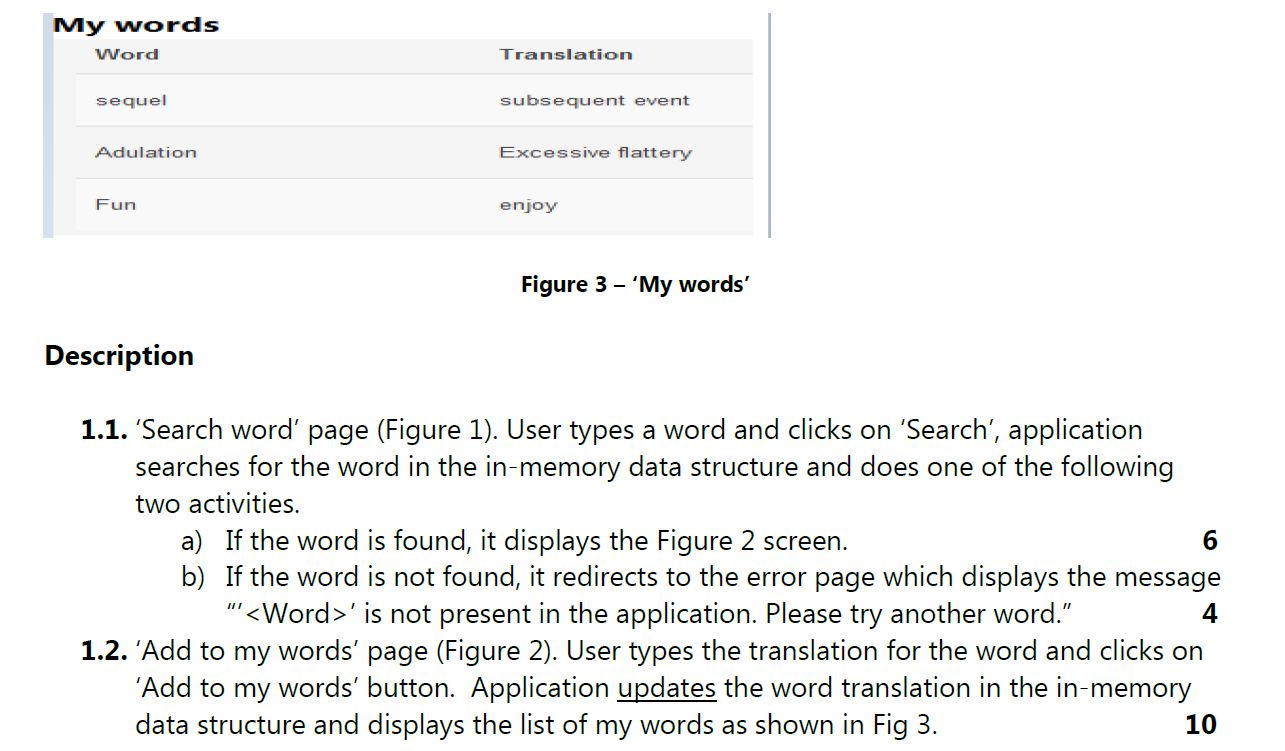 My words
Word Translation
sequel subsequent event
Adulation Excessive flattery
Fun enjoy
Figure 3 – ‘My words’
Description
1.1. ‘Search word’ page (Figure 1). User types a word and clicks on ‘Search’, application
searches for the word in the in-memory data structure and does one of the following
two activities.
a) If the word is found, it displays the Figure 2 screen. 6
b) If the word is not found, it redirects to the error page which displays the message
“‘<Word>’ is not present in the application. Please try another word.” 4
1.2. ‘Add to my words’ page (Figure 2). User types the translation for the word and clicks on
‘Add to my words’ button. Application updates the word translation in the in-memory
data structure and displays the list of my words as shown in Fig 3. 10